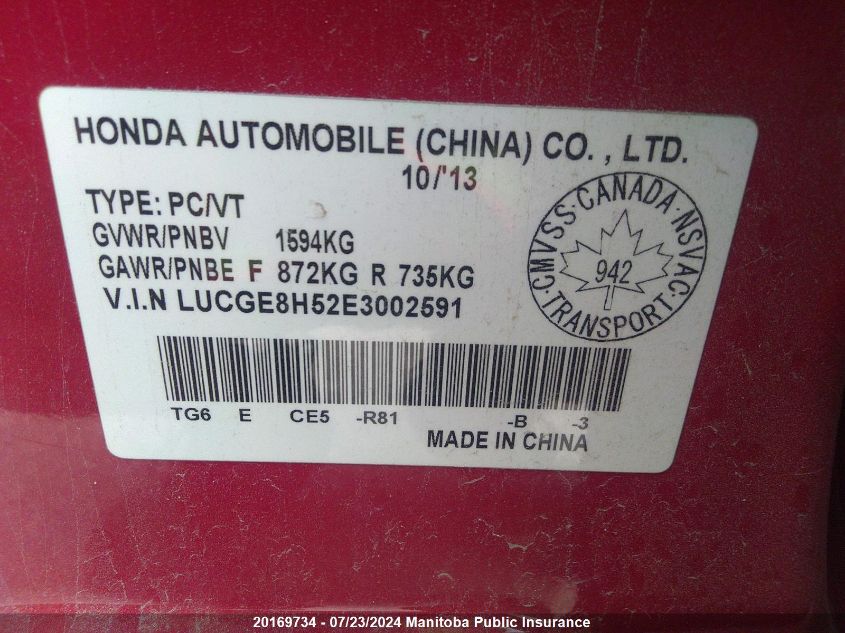 HONDA AUTOMOBILE (CHINA) CO., LTD.
10/'13
TYPE: PC/VT
GVWR/PNBV 1594KG
GAWR/PNBE F 872KG R 735KG
V.I.N LUCGE8H52E3002591
CMVSS·CANADA·NSVAC·TRANSPORT·
942
TG6 E CE5 -R81 -B -3
MADE IN CHINA
20169734 - 07/23/2024 Manitoba Public Insurance